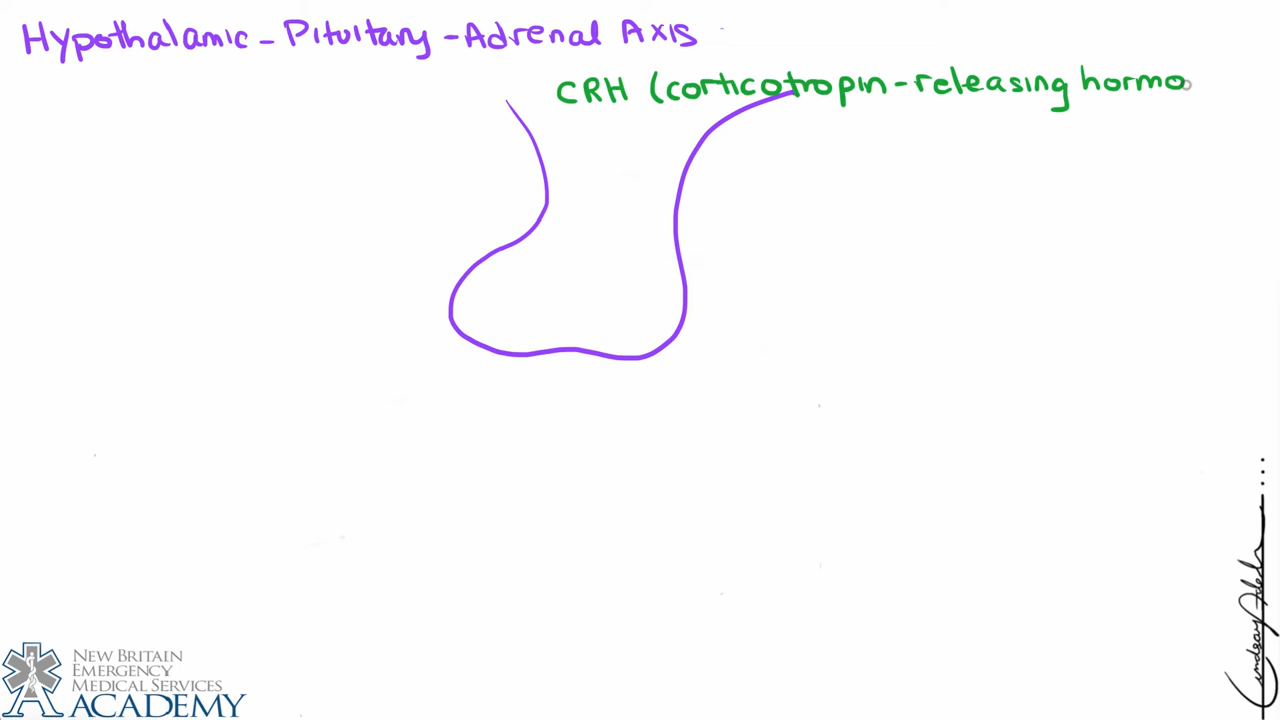 Hypothalamic - Pituitary - Adrenal Axis
CRH (corticotropin-releasing hormo
NEW BRITAIN
EMERGENCY
MEDICAL SERVICES
ACADEMY